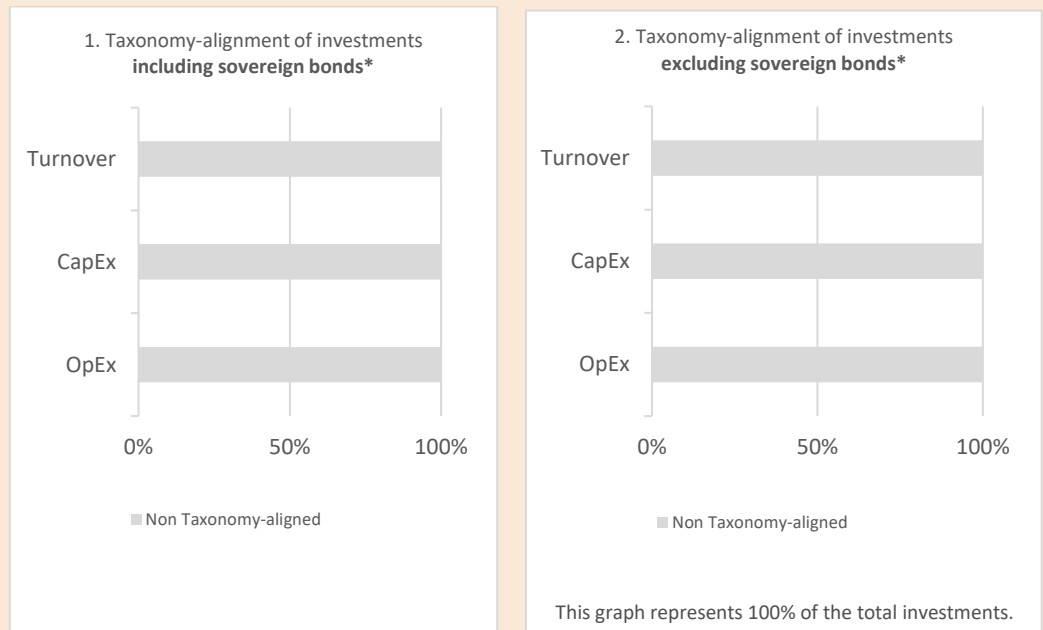 1. Taxonomy-alignment of investments
including sovereign bonds*
Turnover
CapEx
OpEx
0% 50% 100%
Non Taxonomy-aligned
2. Taxonomy-alignment of investments
excluding sovereign bonds*
Turnover
CapEx
OpEx
0% 50% 100%
Non Taxonomy-aligned
This graph represents 100% of the total investments.